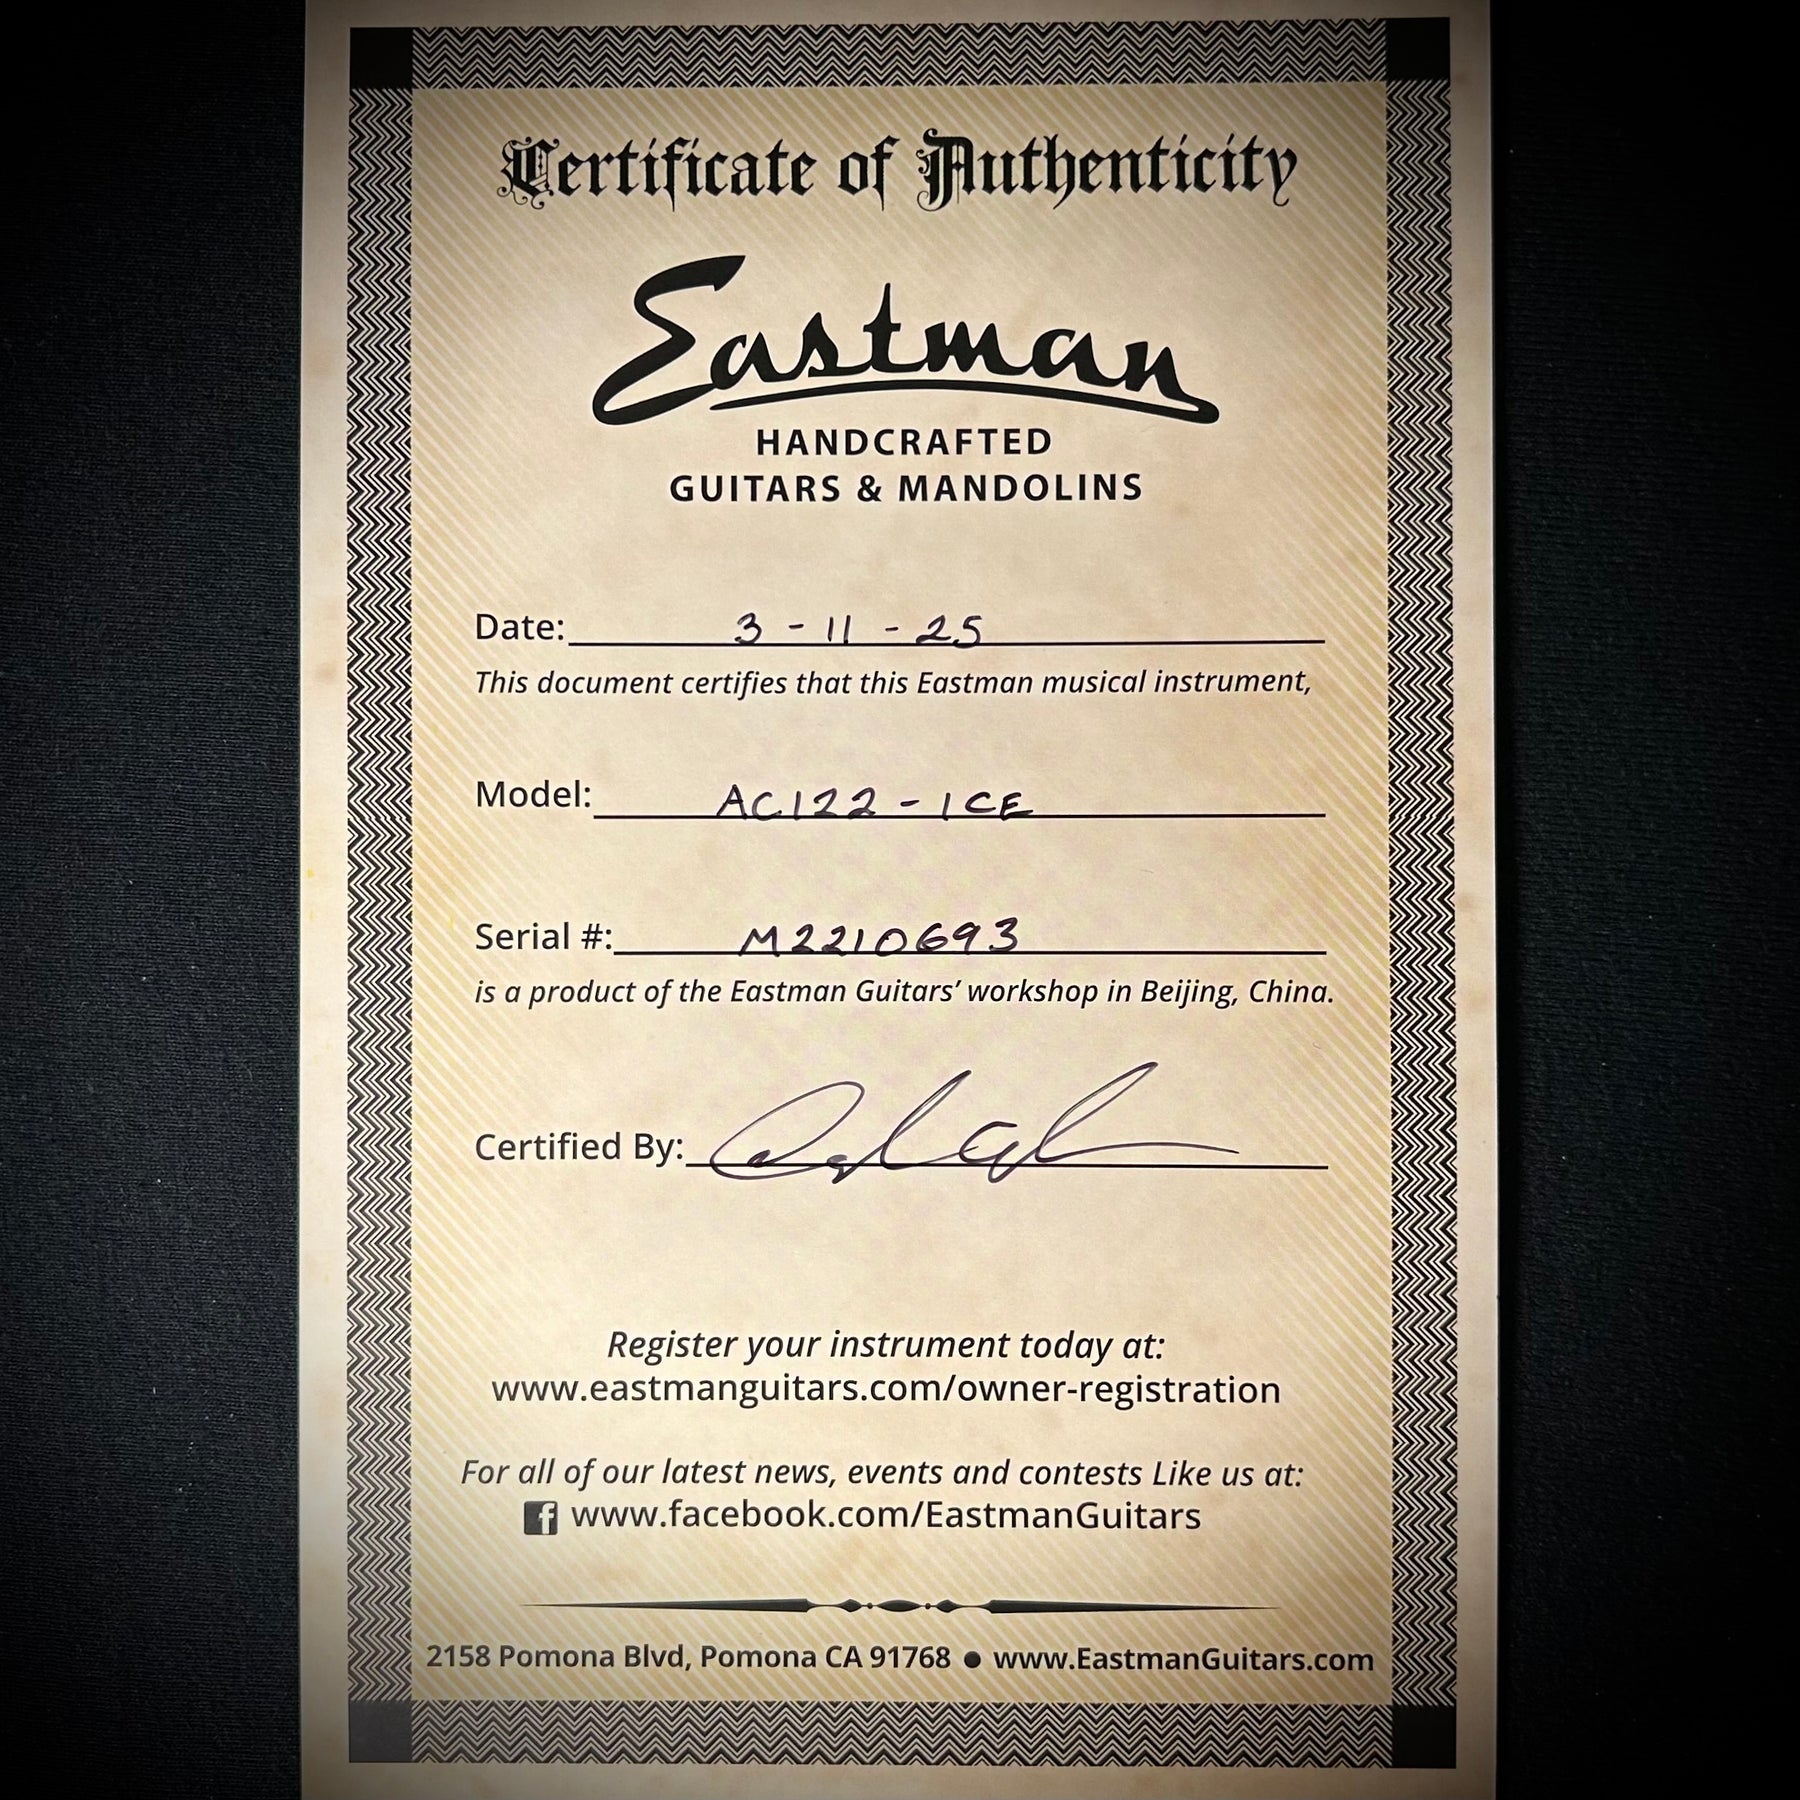 Certificate of Authenticity
Eastman
HANDCRAFTED
GUITARS & MANDOLINS
Date: 3-11-25
This document certifies that this Eastman musical instrument,
Model: AC122-1CE
Serial #: M2210693
is a product of the Eastman Guitars' workshop in Beijing, China.
Certified By:
Register your instrument today at:
www.eastmanguitars.com/owner-registration
For all of our latest news, events and contests Like us at:
f www.facebook.com/EastmanGuitars
2158 Pomona Blvd, Pomona CA 91768 ● www.EastmanGuitars.com